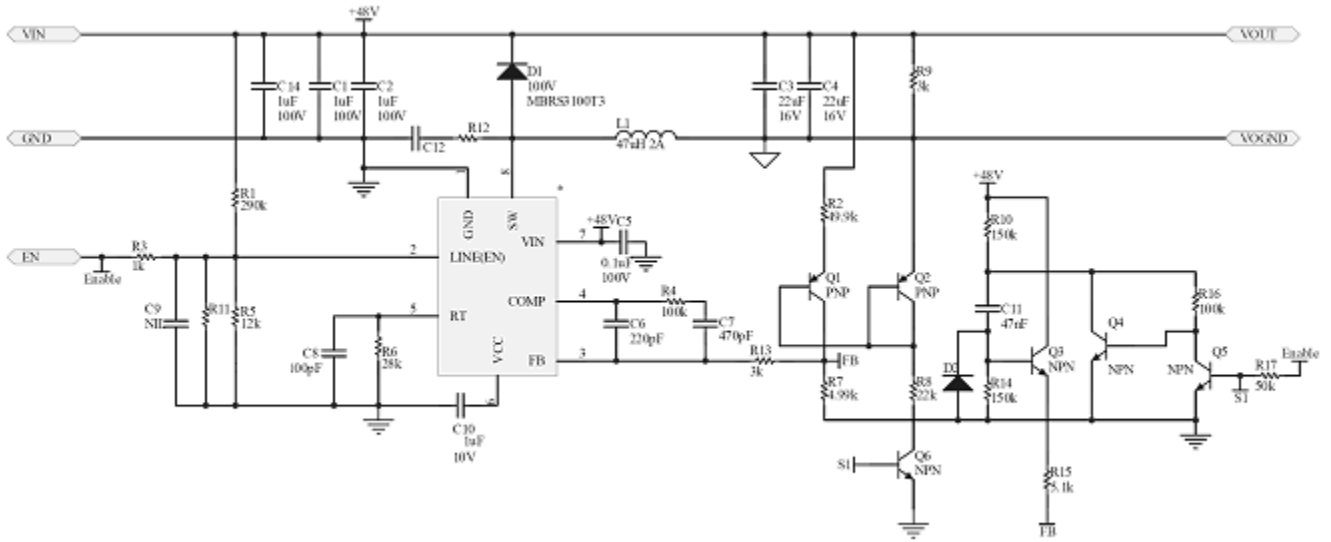 +48V
VIN
VOUT
C14
1uF
100V
C1
1uF
100V
C2
1uF
100V
D1
100V
MBRS3100T3
C3
22uF
16V
C4
22uF
16V
R9
3k
GND
C12
R12
L1
47uH 2A
VOGND
1
8
*
R1
290k
GND
SW
+48V
C5
0.1uF
100V
R2
49.9k
+48V
R10
150k
EN
Enable
R3
1k
2
LINE(EN)
VIN
7
Q1
PNP
Q2
PNP
C9
NIL
R11
R5
12k
COMP
4
R4
100k
C6
220pF
C7
470pF
C11
47nF
Q4
NPN
R16
100k
5
RT
C8
100pF
R6
28k
VCC
FB
3
R13
3k
FB
Q3
NPN
Q5
NPN
R17
50k
Enable
S1
R7
4.99k
R8
22k
R14
150k
6
C10
1uF
10V
S1
Q6
NPN
R15
5.1k
FB